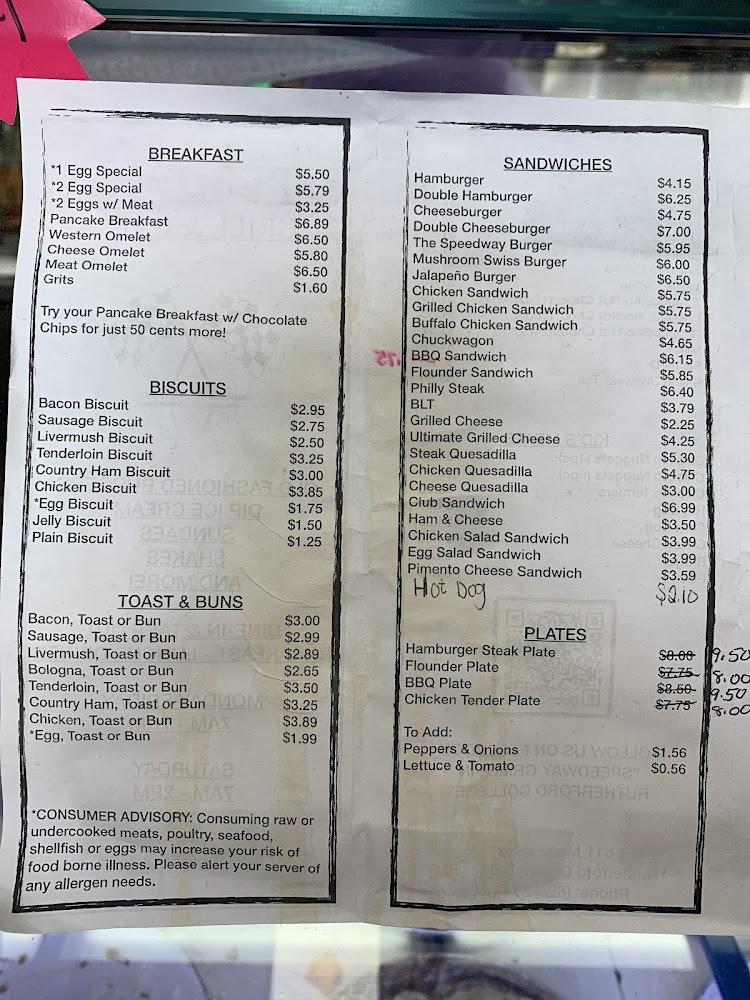 BREAKFAST
*1 Egg Special $5.50
*2 Egg Special $5.79
*2 Eggs w/ Meat $3.25
Pancake Breakfast $6.89
Western Omelet $6.50
Cheese Omelet $5.80
Meat Omelet $6.50
Grits $1.60
Try your Pancake Breakfast w/ Chocolate
Chips for just 50 cents more!
BISCUITS
Bacon Biscuit $2.95
Sausage Biscuit $2.75
Livermush Biscuit $2.50
Tenderloin Biscuit $3.25
Country Ham Biscuit $3.00
Chicken Biscuit $3.85
*Egg Biscuit $1.75
Jelly Biscuit $1.50
Plain Biscuit $1.25
TOAST & BUNS
Bacon, Toast or Bun $3.00
Sausage, Toast or Bun $2.99
Livermush, Toast or Bun $2.89
Bologna, Toast or Bun $2.65
Tenderloin, Toast or Bun $3.50
Country Ham, Toast or Bun $3.25
Chicken, Toast or Bun $3.89
*Egg, Toast or Bun $1.99
*CONSUMER ADVISORY: Consuming raw or
undercooked meats, poultry, seafood,
shellfish or eggs may increase your risk of
food borne illness. Please alert your server of
any allergen needs.
SANDWICHES
Hamburger $4.15
Double Hamburger $6.25
Cheeseburger $4.75
Double Cheeseburger $7.00
The Speedway Burger $5.95
Mushroom Swiss Burger $6.00
Jalapeño Burger $6.50
Chicken Sandwich $5.75
Grilled Chicken Sandwich $5.75
Buffalo Chicken Sandwich $5.75
Chuckwagon $4.65
BBQ Sandwich $6.15
Flounder Sandwich $5.85
Philly Steak $6.40
BLT $3.79
Grilled Cheese $2.25
Ultimate Grilled Cheese $4.25
Steak Quesadilla $5.30
Chicken Quesadilla $4.75
Cheese Quesadilla $3.00
Club Sandwich $6.99
Ham & Cheese $3.50
Chicken Salad Sandwich $3.99
Egg Salad Sandwich $3.99
Pimento Cheese Sandwich $3.59
Hot Dog $2.10
PLATES
Hamburger Steak Plate $8.00 9.50
Flounder Plate $7.75 8.00
BBQ Plate $8.50 9.50
Chicken Tender Plate $7.75 8.00
To Add:
Peppers & Onions $1.56
Lettuce & Tomato $0.56